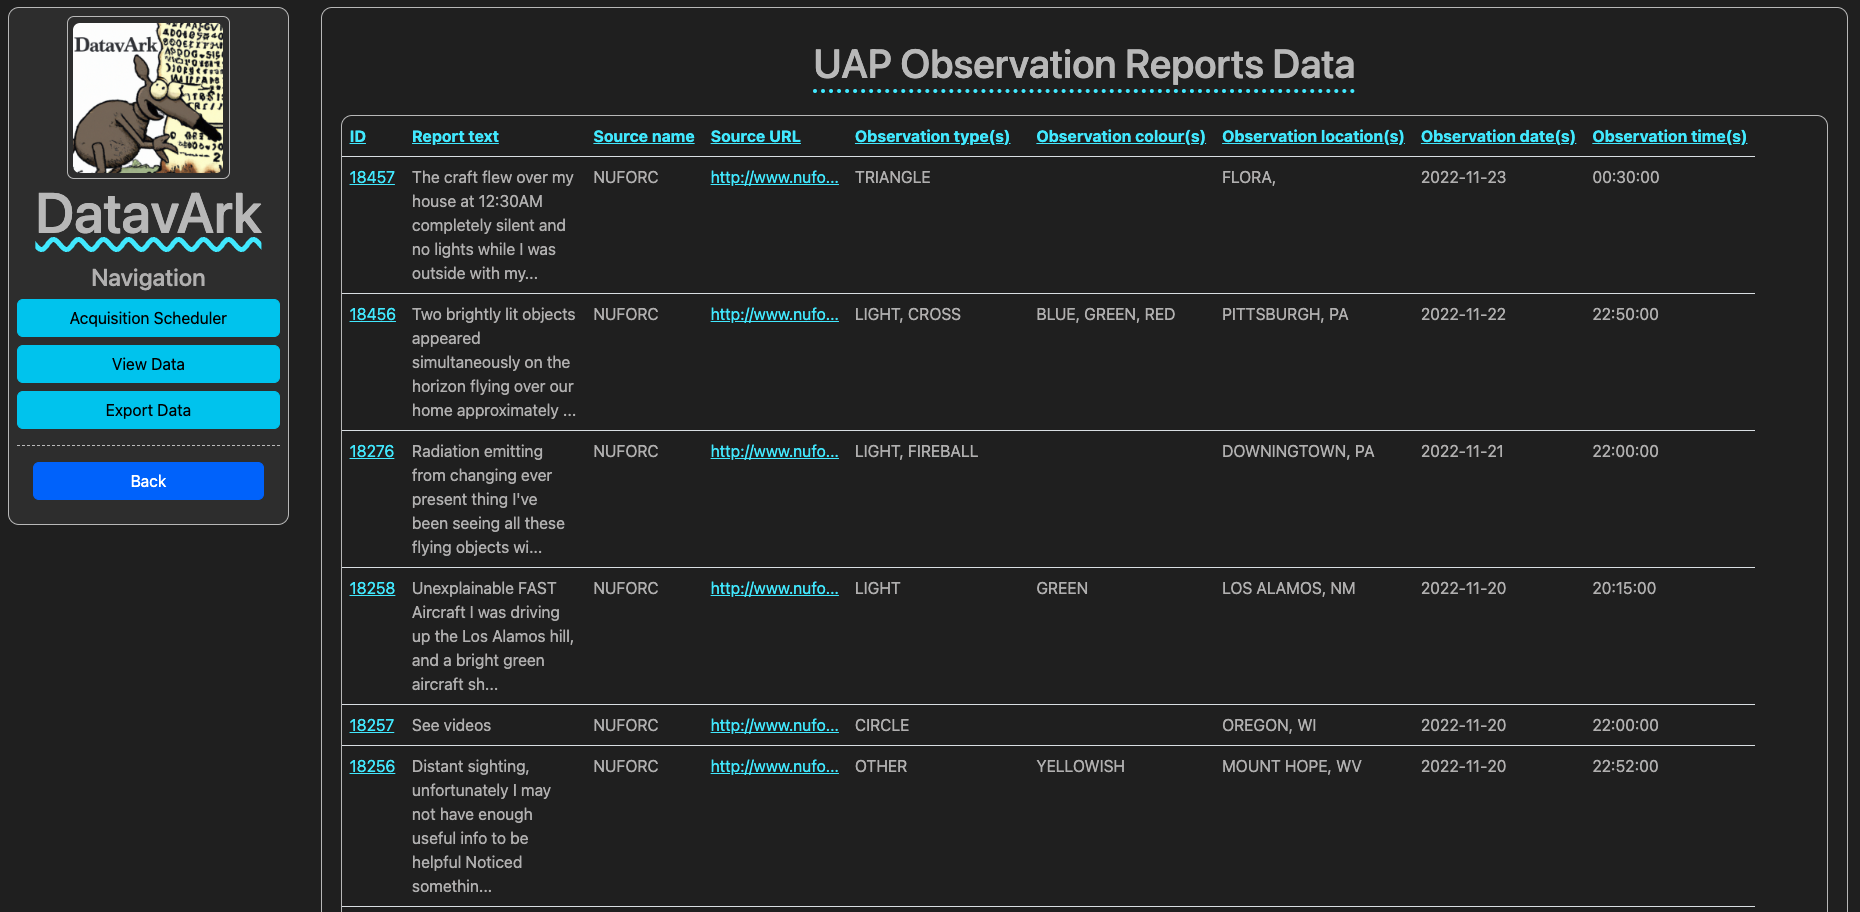 DatavArk
DatavArk
Navigation
Acquisition Scheduler
View Data
Export Data
Back
UAP Observation Reports Data
ID Report text Source name Source URL Observation type(s) Observation colour(s) Observation location(s) Observation date(s) Observation time(s)
18457 The craft flew over my NUFORC http://www.nufo... TRIANGLE FLORA, 2022-11-23 00:30:00
house at 12:30AM
completely silent and
no lights while I was
outside with my...
18456 Two brightly lit objects NUFORC http://www.nufo... LIGHT, CROSS BLUE, GREEN, RED PITTSBURGH, PA 2022-11-22 22:50:00
appeared
simultaneously on the
horizon flying over our
home approximately ...
18276 Radiation emitting NUFORC http://www.nufo... LIGHT, FIREBALL DOWNINGTOWN, PA 2022-11-21 22:00:00
from changing ever
present thing I've
been seeing all these
flying objects wi...
18258 Unexplainable FAST NUFORC http://www.nufo... LIGHT GREEN LOS ALAMOS, NM 2022-11-20 20:15:00
Aircraft I was driving
up the Los Alamos hill,
and a bright green
aircraft sh...
18257 See videos NUFORC http://www.nufo... CIRCLE OREGON, WI 2022-11-20 22:00:00
18256 Distant sighting, NUFORC http://www.nufo... OTHER YELLOWISH MOUNT HOPE, WV 2022-11-20 22:52:00
unfortunately I may
not have enough
useful info to be
helpful Noticed
somethin...